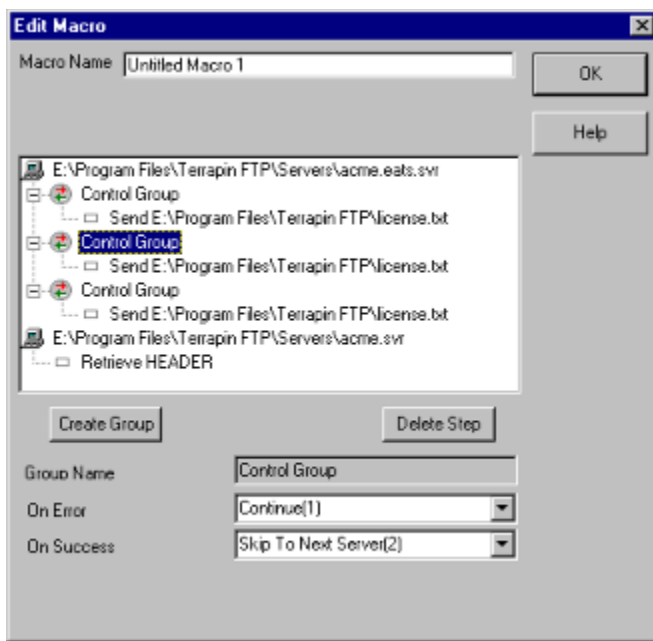 Edit Macro
Macro Name Untitled Macro 1
OK
Help
E:\Program Files\Terrapin FTP\Servers\acme.eats.svr
Control Group
Send E:\Program Files\Terrapin FTP\license.txt
Control Group
Send E:\Program Files\Terrapin FTP\license.txt
Control Group
Send E:\Program Files\Terrapin FTP\license.txt
E:\Program Files\Terrapin FTP\Servers\acme.svr
Retrieve HEADER
Create Group Delete Step
Group Name Control Group
On Error Continue(1)
On Success Skip To Next Server(2)